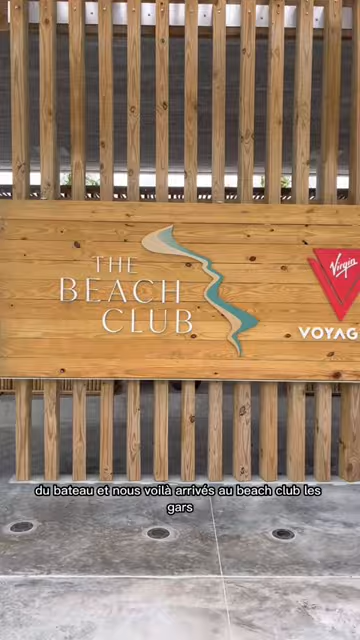 THE
BEACH
CLUB
Virgin
VOYAG
du bateau et nous voilà arrivés au beach club les
gars